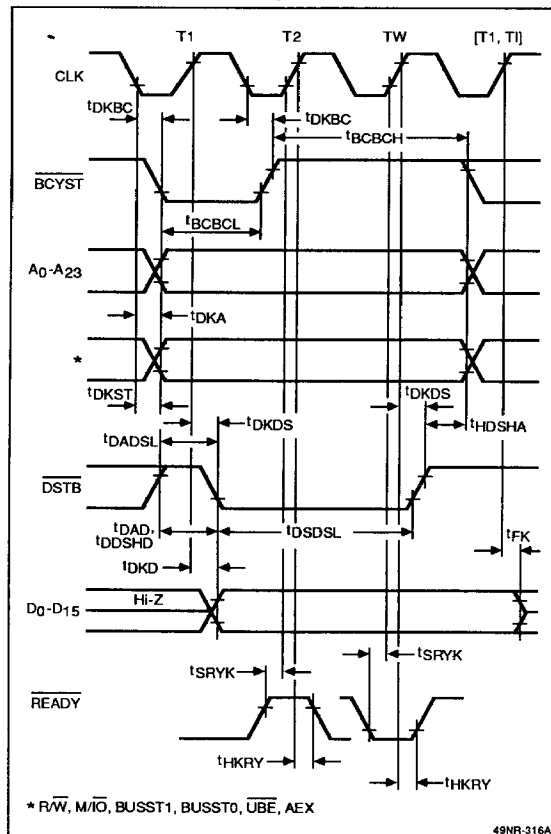 T1 T2 TW [T1, TI]
CLK
tDKBC tDKBC
tBCBCH
BCYST
tBCBCL
A0-A23
tDKA
*
tDKST tDKDS tDKDS
tDADSL tHDSHA
DSTB
tDAD, tDSDSL
tDDSHD
tFK
tDKD
Hi-Z
D0-D15
tSRYK tSRYK
READY
tHKRY tHKRY
* R/W, M/IO, BUSST1, BUSST0, UBE, AEX
49NR-316A